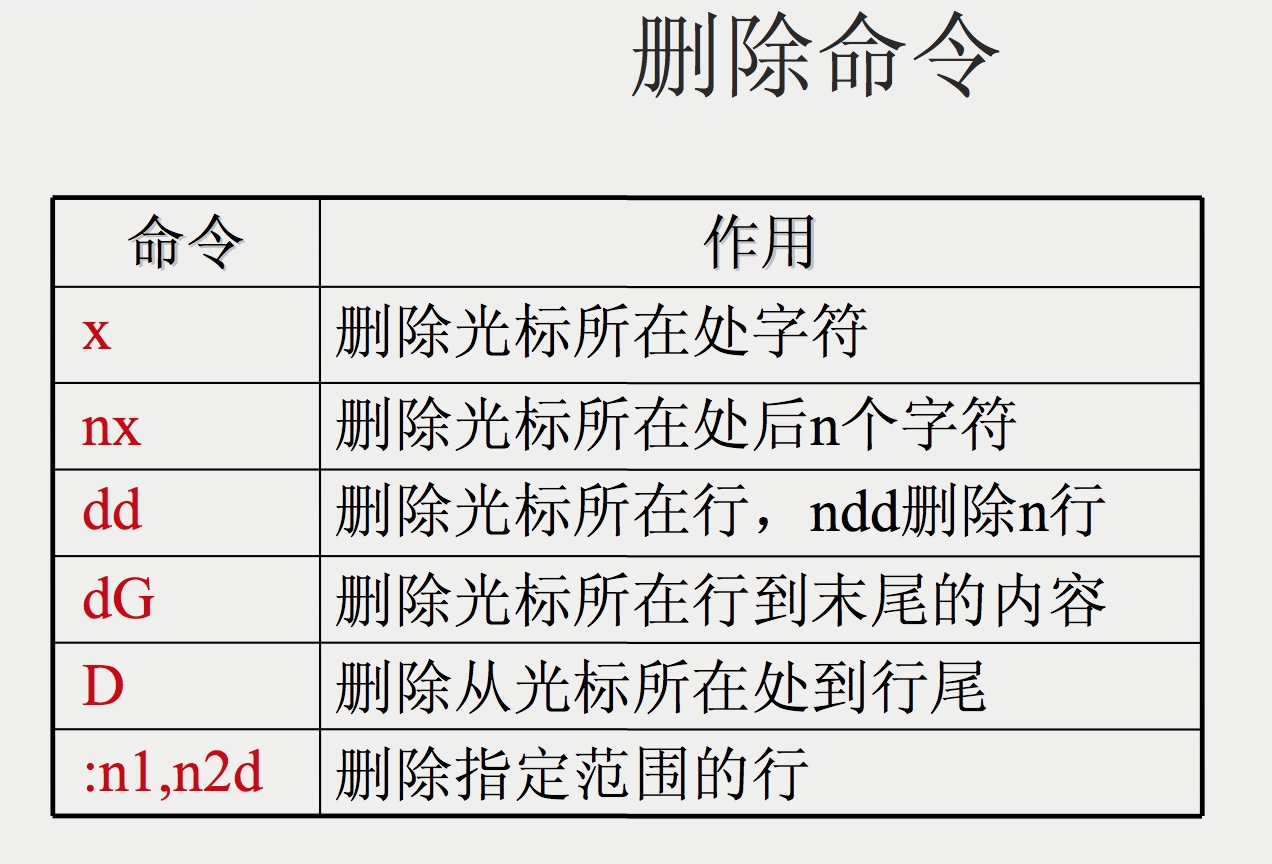 删除命令
命令 作用
x 删除光标所在处字符
nx 删除光标所在处后n个字符
dd 删除光标所在行，ndd删除n行
dG 删除光标所在行到末尾的内容
D 删除从光标所在处到行尾
:n1,n2d 删除指定范围的行